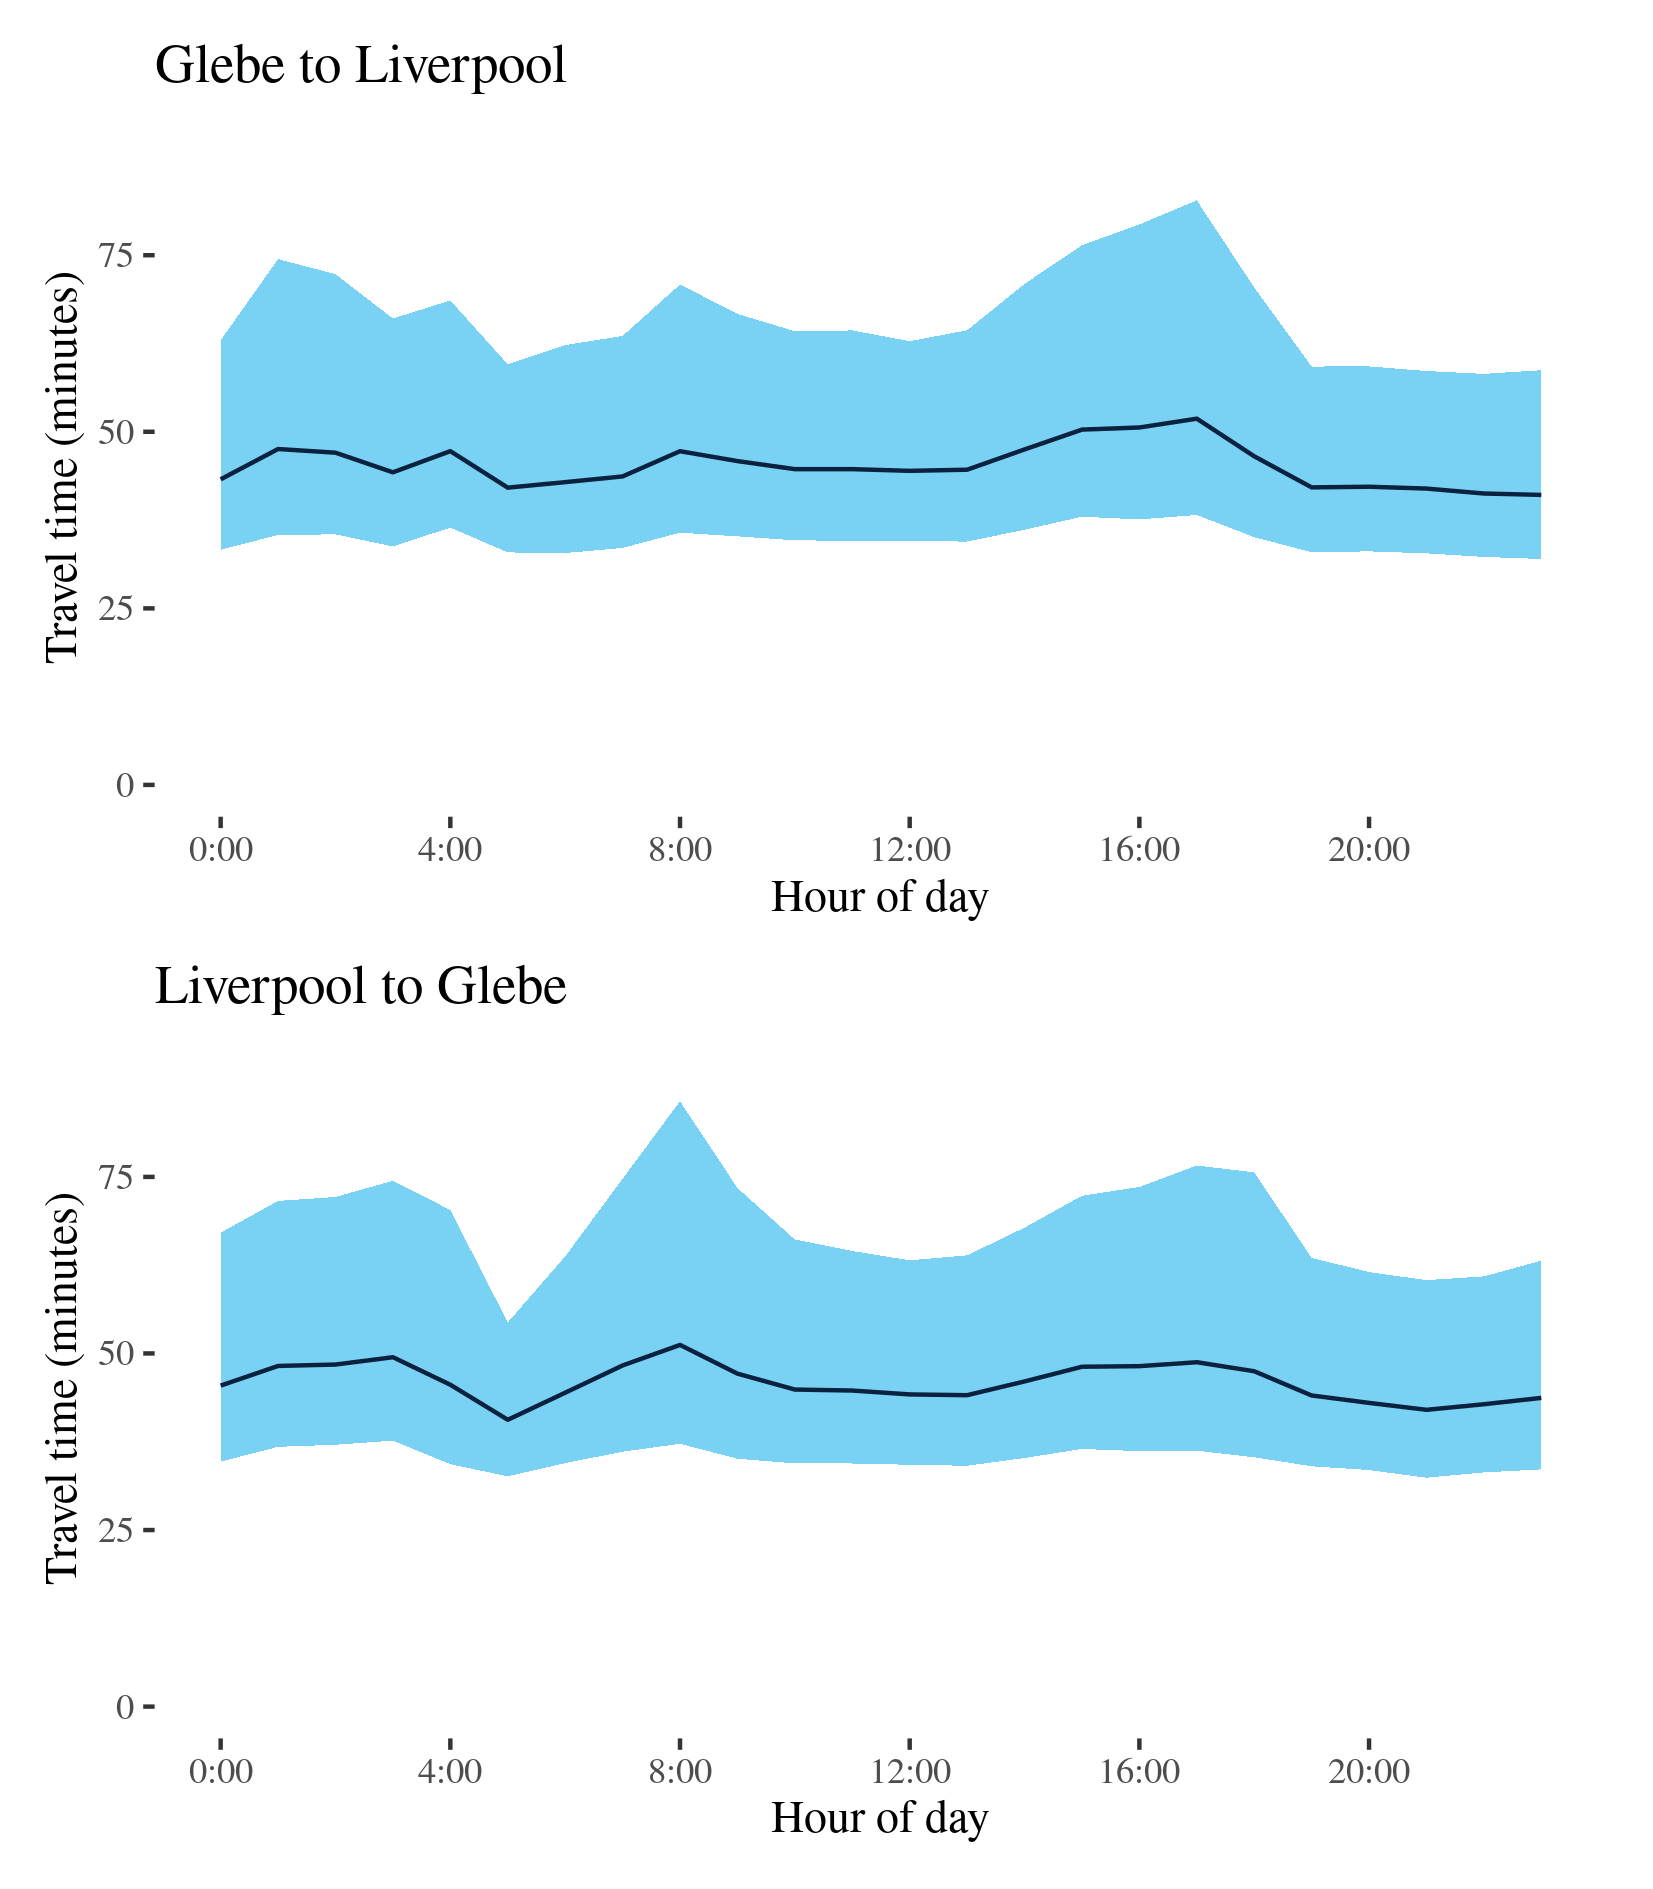 Glebe to Liverpool
Travel time (minutes)
75
50
25
0
0:00 4:00 8:00 12:00 16:00 20:00
Hour of day
Liverpool to Glebe
Travel time (minutes)
75
50
25
0
0:00 4:00 8:00 12:00 16:00 20:00
Hour of day